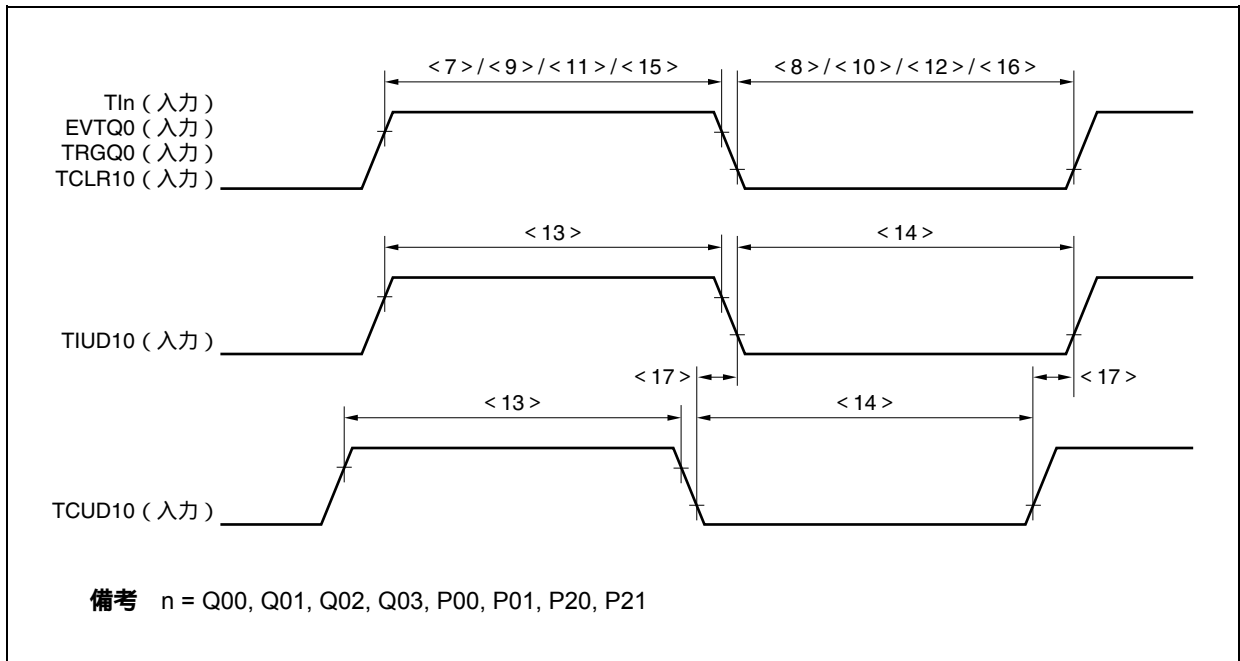 <7>/<9>/<11>/<15>
<8>/<10>/<12>/<16>
TIn（入力）
EVTQ0（入力）
TRGQ0（入力）
TCLR10（入力）
<13>
<14>
TIUD10（入力）
<17>
<17>
<13>
<14>
TCUD10（入力）
備考 n = Q00, Q01, Q02, Q03, P00, P01, P20, P21